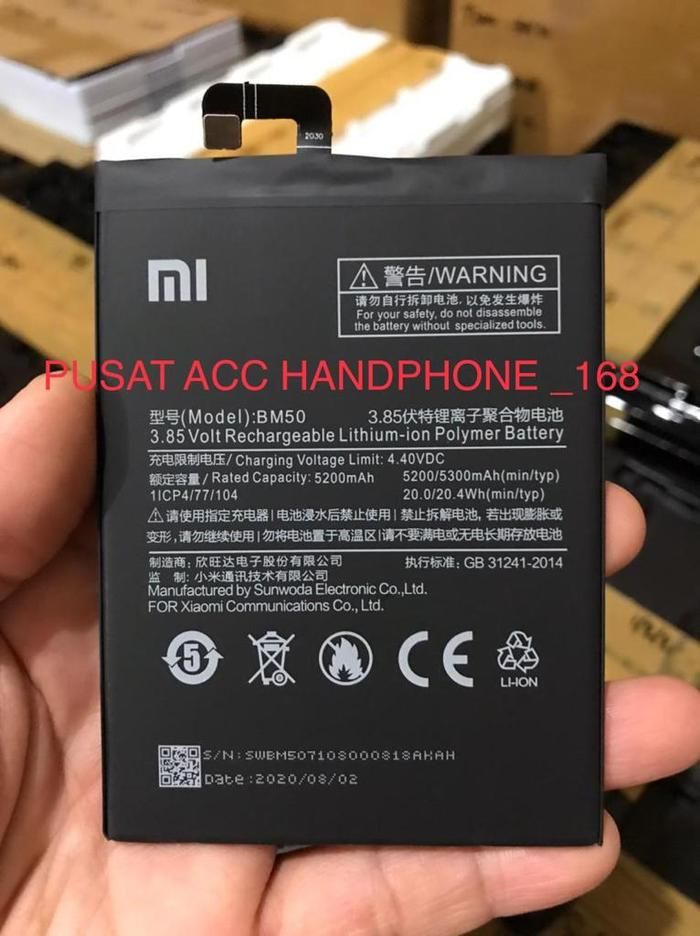 2030
mi
警告/WARNING
请勿自行拆卸电池, 以免发生爆炸
For your safety, do not disassemble
the battery without specialized tools.
PUSAT ACC HANDPHONE _168
型号(Model):BM50 3.85伏特锂离子聚合物电池
3.85 Volt Rechargeable Lithium-ion Polymer Battery
充电限制电压/ Charging Voltage Limit: 4.40VDC
额定容量/ Rated Capacity: 5200mAh 5200/5300mAh(min/typ)
1ICP4/77/104 20.0/20.4Wh(min/typ)
请使用指定充电器|电池浸水后禁止使用|禁止拆解电池, 若出现膨胀或
变形, 请勿继续使用|勿将电池置于高温区|请不要满电或无电长期存放电池
制造商: 欣旺达电子股份有限公司 执行标准: GB 31241-2014
监 制: 小米通讯技术有限公司
Manufactured by Sunwoda Electronic Co.,Ltd.
FOR Xiaomi Communications Co., Ltd.
5 CE
LI-ION
S/N:SWBM507108000818AKAH
Date:2020/08/02